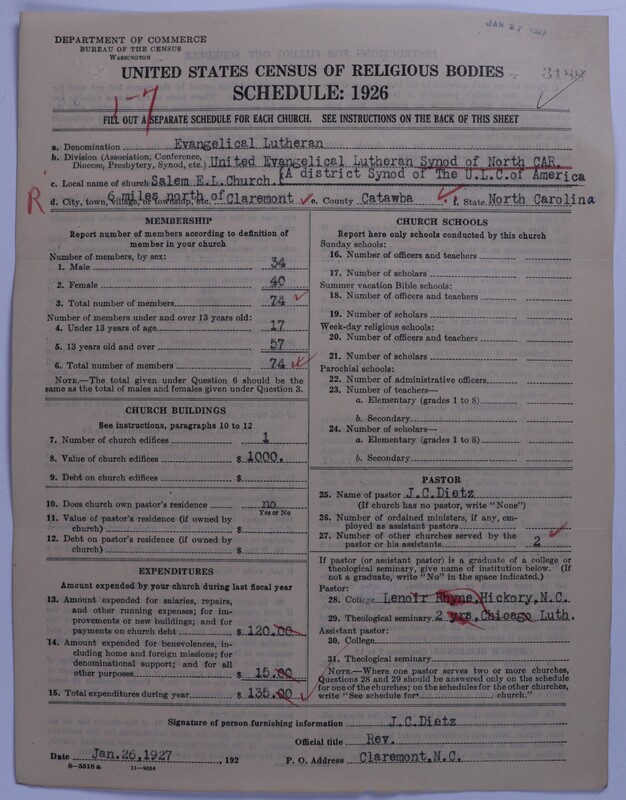 JAN 27 1927
DEPARTMENT OF COMMERCE
BUREAU OF THE CENSUS
WASHINGTON
UNITED STATES CENSUS OF RELIGIOUS BODIES
3188
SCHEDULE: 1926
1-7
FILL OUT A SEPARATE SCHEDULE FOR EACH CHURCH. SEE INSTRUCTIONS ON THE BACK OF THIS SHEET
a. Denomination Evangelical Lutheran
b. Division (Association, Conference, Diocese, Presbytery, Synod, etc.) United Evangelical Lutheran Synod of North CAR.
c. Local name of church Salem E.L.Church. (A district Synod of The U.L.C.of America
R d. City, town, village, or township, etc. 6 miles north of Claremont e. County Catawba f. State North Carolina
MEMBERSHIP
Report number of members according to definition of
member in your church
Number of members, by sex:
1. Male 34
2. Female 40
3. Total number of members 74
Number of members under and over 13 years old:
4. Under 13 years of age 17
5. 13 years old and over 57
6. Total number of members 74
NOTE.—The total given under Question 6 should be
the same as the total of males and females given under Question 3.
CHURCH BUILDINGS
See instructions, paragraphs 10 to 12
7. Number of church edifices 1
8. Value of church edifices $ 1000.
9. Debt on church edifices $
10. Does church own pastor's residence no
Yes or No
11. Value of pastor's residence (if owned by
church) $
12. Debt on pastor's residence (if owned by
church) $
EXPENDITURES
Amount expended by your church during last fiscal year
13. Amount expended for salaries, repairs,
and other running expenses; for im-
provements or new buildings; and for
payments on church debt $ 120.00
14. Amount expended for benevolences, in-
cluding home and foreign missions; for
denominational support; and for all
other purposes $ 15.00
15. Total expenditures during year $ 135.00
CHURCH SCHOOLS
Report here only schools conducted by this church
Sunday schools:
16. Number of officers and teachers
17. Number of scholars
Summer vacation Bible schools:
18. Number of officers and teachers
19. Number of scholars
Week-day religious schools:
20. Number of officers and teachers
21. Number of scholars
Parochial schools:
22. Number of administrative officers
23. Number of teachers—
a. Elementary (grades 1 to 8)
b. Secondary
24. Number of scholars—
a. Elementary (grades 1 to 8)
b. Secondary
PASTOR
25. Name of pastor J.C.Dietz
(If church has no pastor, write "None")
26. Number of ordained ministers, if any, em-
ployed as assistant pastors
27. Number of other churches served by the
pastor or his assistants 2
If pastor (or assistant pastor) is a graduate of a college or
theological seminary, give name of institution below. (If
not a graduate, write "No" in the space indicated.)
Pastor:
28. College Lenoir Rhyne,Hickory,N.C.
29. Theological seminary 2 yrs.Chicago Luth.
Assistant pastor:
30. College
31. Theological seminary
NOTE.—Where one pastor serves two or more churches,
Questions 28 and 29 should be answered only on the schedule
for one of the churches; on the schedules for the other churches,
write "See schedule for church."
Signature of person furnishing information J.C.Dietz
Official title Rev.
Date Jan.26,1927, 192 P. O. Address Claremont,N.C.
8—5518 a 11—9054